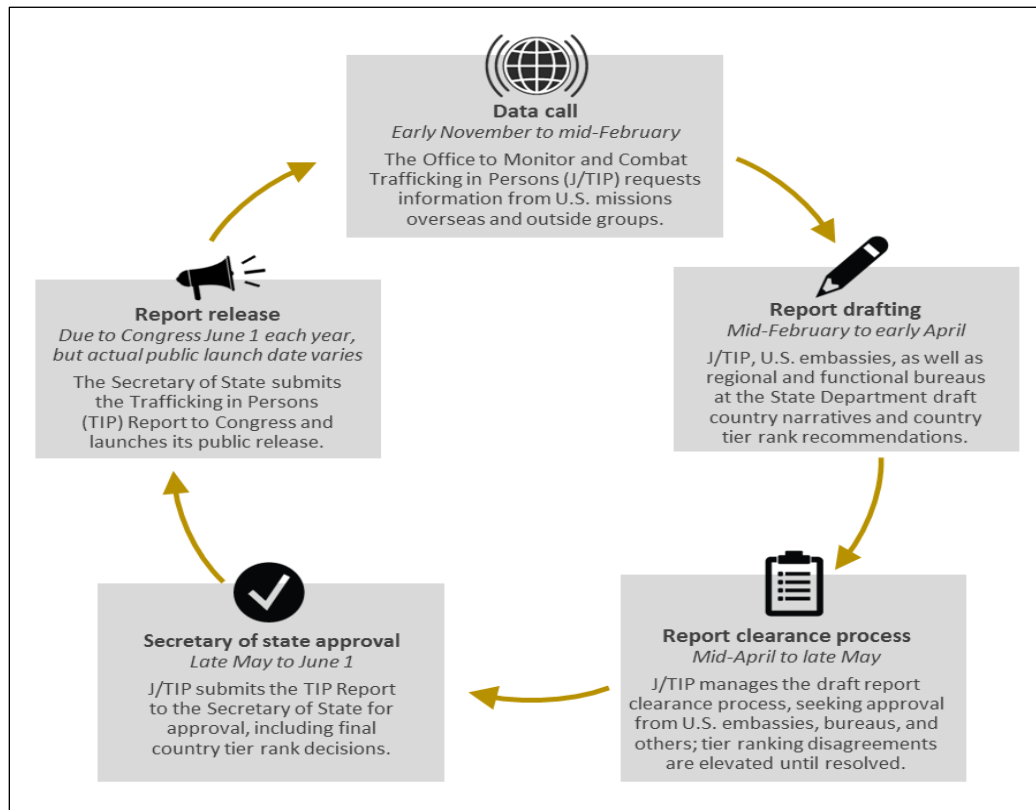 Data call
Early November to mid-February
The Office to Monitor and Combat
Trafficking in Persons (J/TIP) requests
information from U.S. missions
overseas and outside groups.
Report drafting
Mid-February to early April
J/TIP, U.S. embassies, as well as
regional and functional bureaus
at the State Department draft
country narratives and country
tier rank recommendations.
Report clearance process
Mid-April to late May
J/TIP manages the draft report
clearance process, seeking approval
from U.S. embassies, bureaus, and
others; tier ranking disagreements
are elevated until resolved.
Secretary of state approval
Late May to June 1
J/TIP submits the TIP Report
to the Secretary of State for
approval, including final
country tier rank decisions.
Report release
Due to Congress June 1 each year,
but actual public launch date varies
The Secretary of State submits
the Trafficking in Persons
(TIP) Report to Congress and
launches its public release.